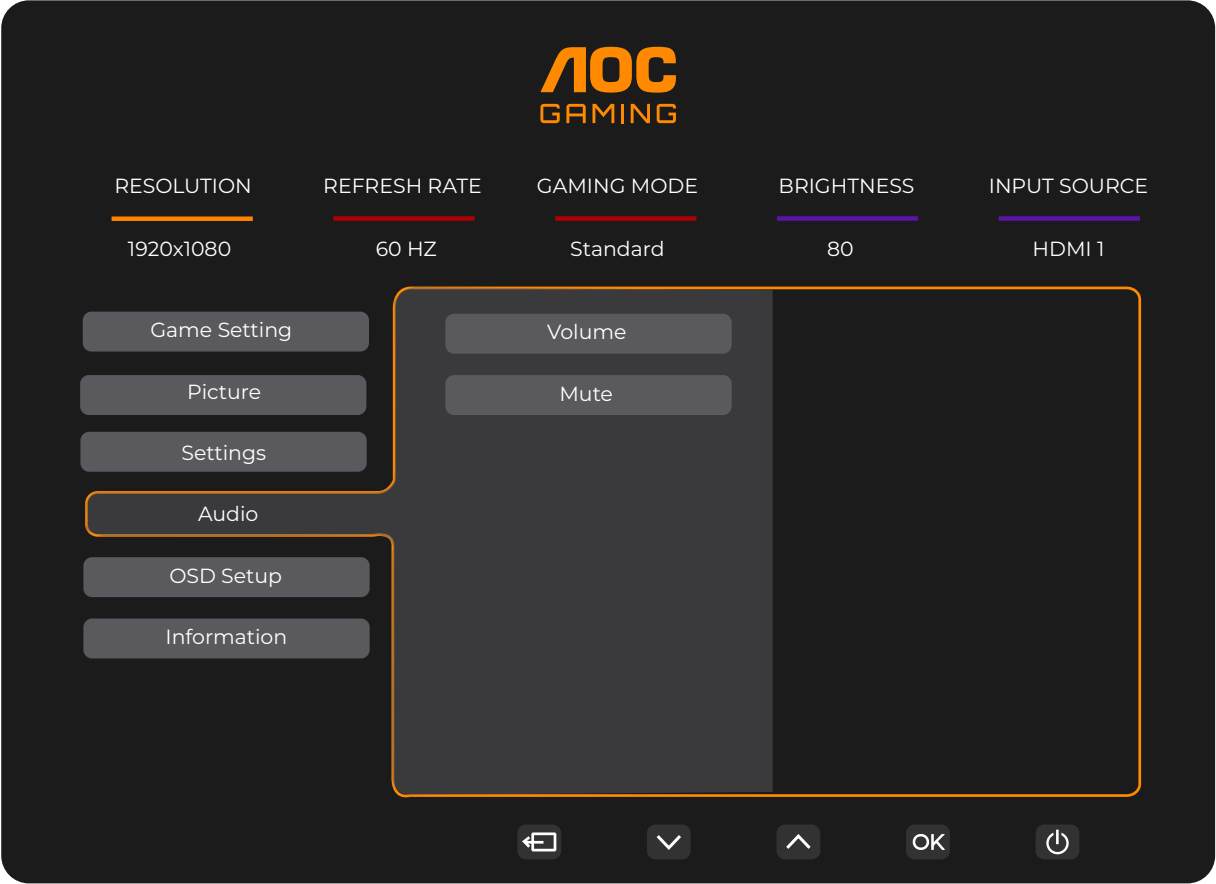 AOC
GAMING
RESOLUTION REFRESH RATE GAMING MODE BRIGHTNESS INPUT SOURCE
1920x1080 60 HZ Standard 80 HDMI 1
Game Setting
Picture
Settings
Audio
OSD Setup
Information
Volume
Mute
OK